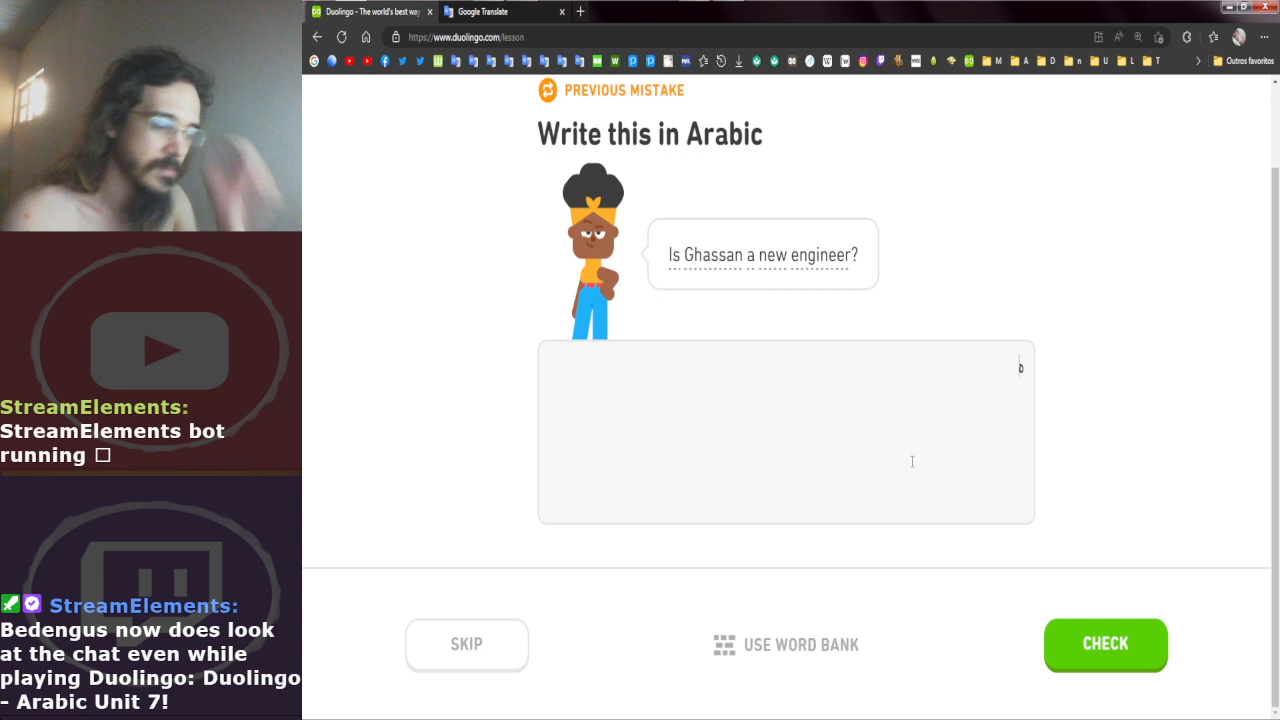 Duolingo - The world's best way
Google Translate
https://www.duolingo.com/lesson
M
A
D
n
U
L
T
Outros favoritos
PREVIOUS MISTAKE
Write this in Arabic
Is Ghassan a new engineer?
ه
StreamElements:
StreamElements bot
running
StreamElements:
Bedengus now does look
at the chat even while
playing Duolingo: Duolingo
- Arabic Unit 7!
SKIP
USE WORD BANK
CHECK